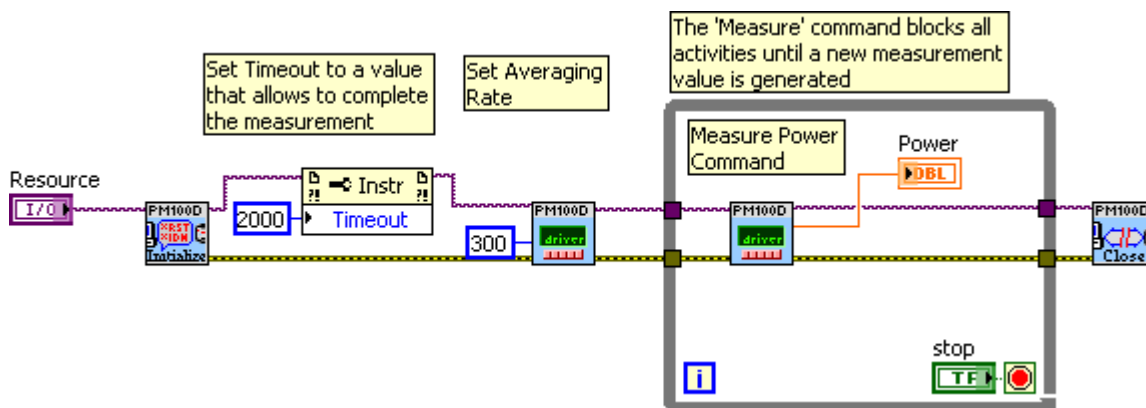 The 'Measure' command blocks all
activities until a new measurement
value is generated
Set Timeout to a value
that allows to complete
the measurement
Set Averaging
Rate
Measure Power
Command
Power
DBL
Resource
I/O
PM100D
*RST
*IDN
Initialize
Instr
2000
Timeout
300
PM100D
driver
PM100D
driver
PM100D
Close
stop
TF
i